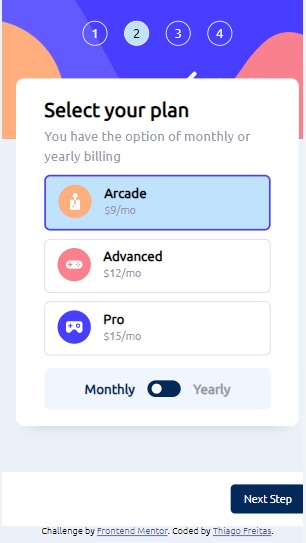 1 2 3 4
Select your plan
You have the option of monthly or
yearly billing
Arcade
$9/mo
Advanced
$12/mo
Pro
$15/mo
Monthly Yearly
Next Step
Challenge by Frontend Mentor. Coded by Thiago Freitas.